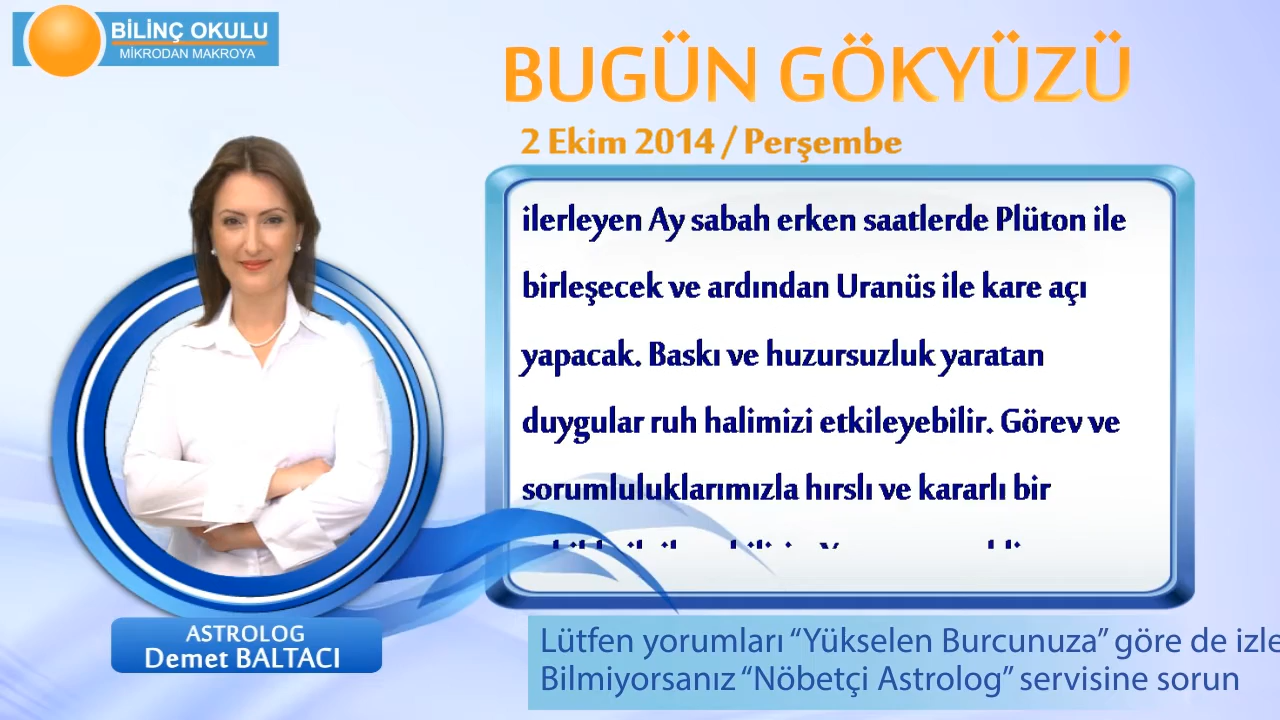 BİLİNÇ OKULU
MİKRODAN MAKROYA
BUGÜN GÖKYÜZÜ
2 Ekim 2014 / Perşembe
ilerleyen Ay sabah erken saatlerde Plüton ile
birleşecek ve ardından Uranüs ile kare açı
yapacak. Baskı ve huzursuzluk yaratan
duygular ruh halimizi etkileyebilir. Görev ve
sorumluluklarımızla hırslı ve kararlı bir
ASTROLOG
Demet BALTACI
Lütfen yorumları “Yükselen Burcunuza” göre de izle
Bilmiyorsanız “Nöbetçi Astrolog” servisine sorun